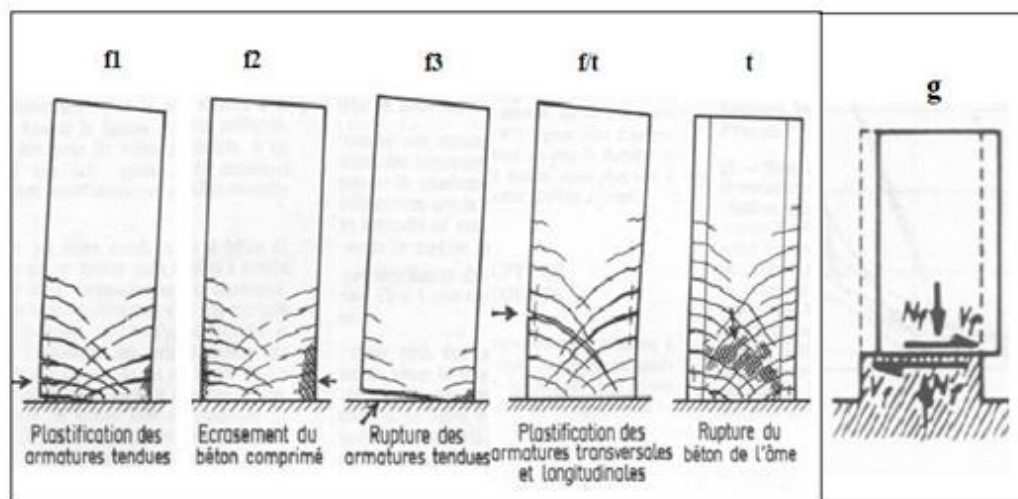 f1
f2
f3
f/t
t
g
Plastification des
armatures tendues
Ecrasement du
béton comprimé
Rupture des
armatures tendues
Plastification des
armatures transversales
et longitudinales
Rupture du
béton de l'âme